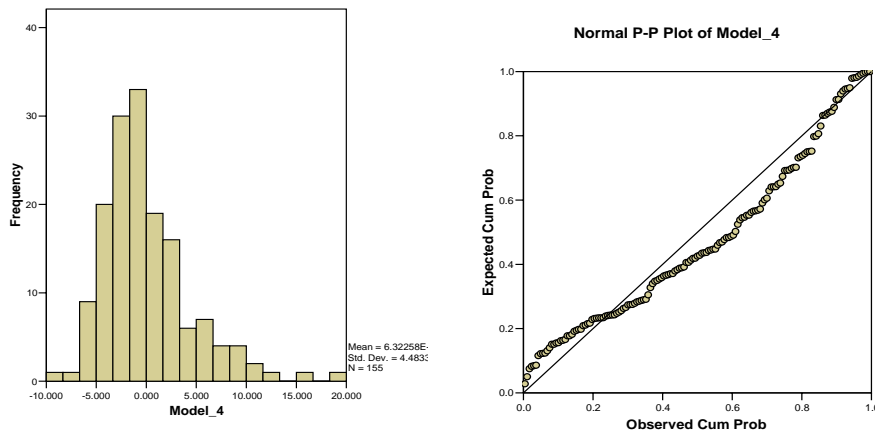 40
30
20
10
0
Frequency
-10.000 -5.000 0.000 5.000 10.000 15.000 20.000
Model_4
Mean = 6.32258E-
Std. Dev. = 4.483
N = 155
Normal P-P Plot of Model_4
1.0
0.8
0.6
0.4
0.2
0.0
Expected Cum Prob
0.0 0.2 0.4 0.6 0.8 1.0
Observed Cum Prob